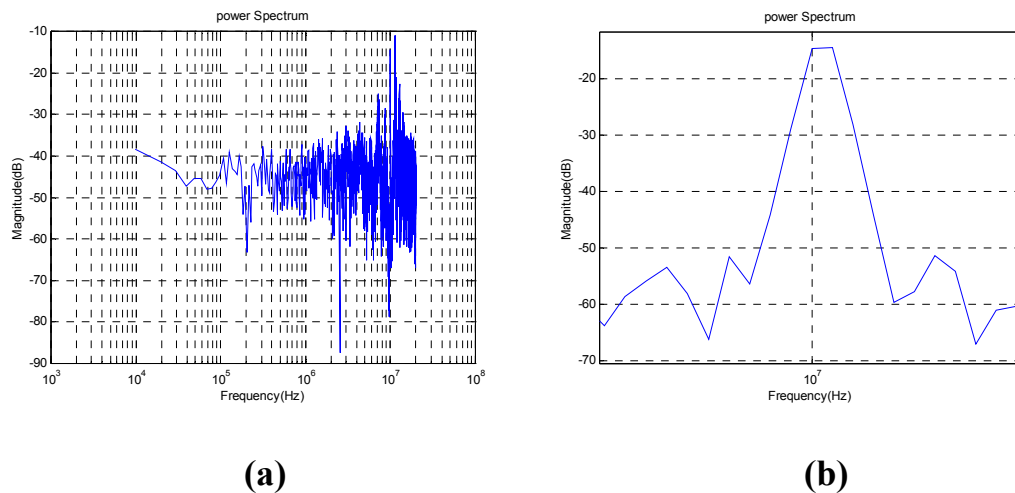 power Spectrum
-10
-20
-30
-40
-50
-60
-70
-80
-90
10^3
10^4
10^5
10^6
10^7
10^8
Magnitude(dB)
Frequency(Hz)
(a)
power Spectrum
-20
-30
-40
-50
-60
-70
10^7
Magnitude(dB)
Frequency(Hz)
(b)